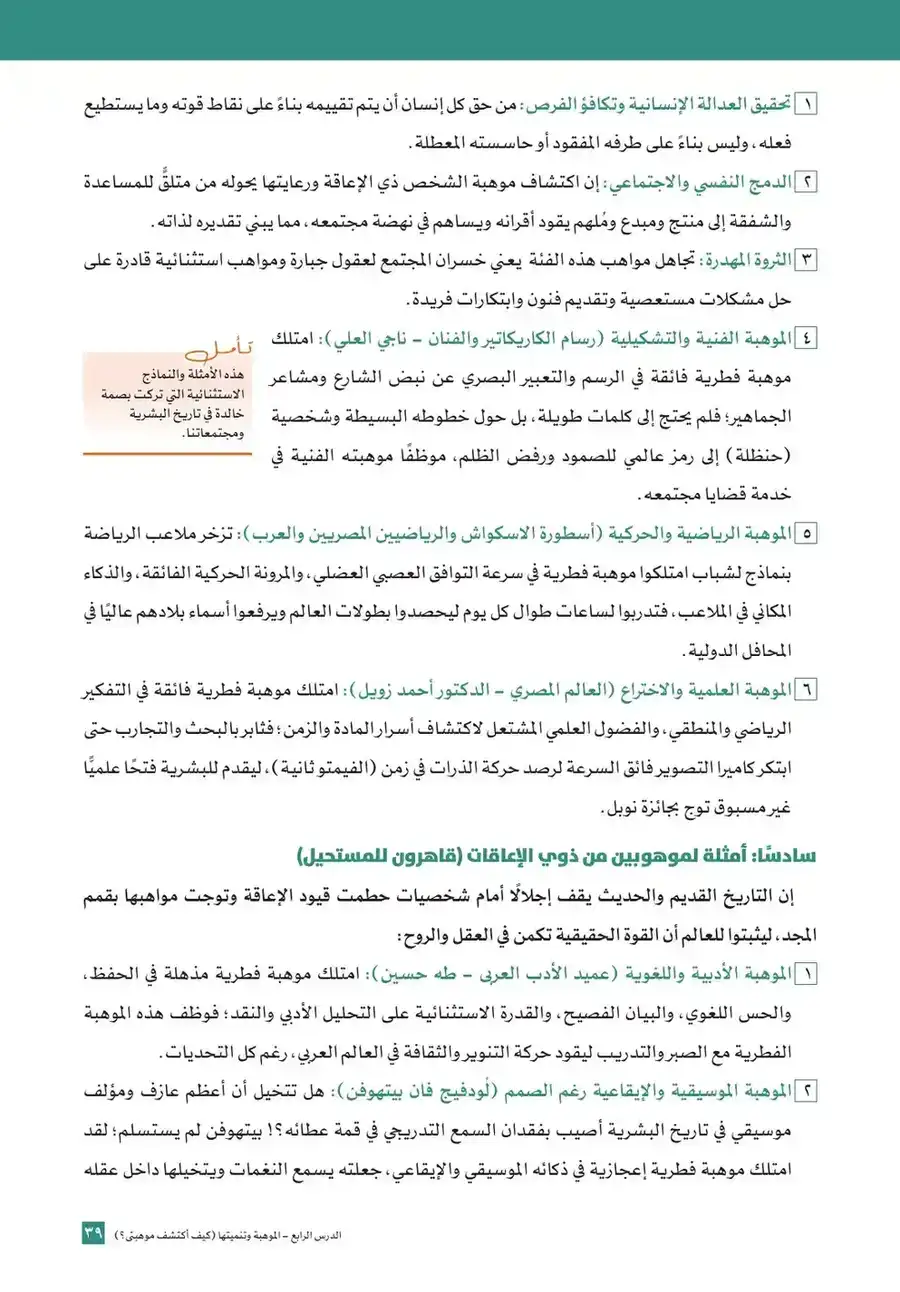 ١ تحقيق العدالة الإنسانية وتكافؤ الفرص: من حق كل إنسان أن يتم تقييمه بناءً على نقاط قوته وما يستطيع
فعله، وليس بناءً على طرفه المفقود أو حاسسته المعطلة.
٢ الدمج النفسي والاجتماعي: إن اكتشاف موهبة الشخص ذي الإعاقة ورعايتها يحوله من متلقٍّ للمساعدة
والشفقة إلى منتج ومبدع ومُلهم يقود أقرانه ويساهم في نهضة مجتمعه، مما يبني تقديره لذاته.
٣ الثروة المهدرة: تجاهل مواهب هذه الفئة يعني خسران المجتمع لعقول جبارة ومواهب استثنائية قادرة على
حل مشكلات مستعصية وتقديم فنون وابتكارات فريدة.
٤ الموهبة الفنية والتشكيلية (رسام الكاريكاتير والفنان - ناجي العلي): امتلك
موهبة فطرية فائقة في الرسم والتعبير البصري عن نبض الشارع ومشاعر
الجماهير؛ فلم يحتج إلى كلمات طويلة، بل حول خطوطه البسيطة وشخصية
(حنظلة) إلى رمز عالمي للصمود ورفض الظلم، موظفًا موهبته الفنية في
خدمة قضايا مجتمعه.
تأمل
هذه الأمثلة والنماذج
الاستثنائية التي تركت بصمة
خالدة في تاريخ البشرية
ومجتمعاتنا.
٥ الموهبة الرياضية والحركية (أسطورة الاسكواش والرياضيين المصريين والعرب): تزخر ملاعب الرياضة
بنماذج لشباب امتلكوا موهبة فطرية في سرعة التوافق العصبي العضلي، والمرونة الحركية الفائقة، والذكاء
المكاني في الملاعب، فتدربوا لساعات طوال كل يوم ليحصدوا بطولات العالم ويرفعوا أسماء بلادهم عاليًا في
المحافل الدولية.
٦ الموهبة العلمية والاختراع (العالم المصري - الدكتور أحمد زويل): امتلك موهبة فطرية فائقة في التفكير
الرياضي والمنطقي، والفضول العلمي المشتعل لاكتشاف أسرار المادة والزمن؛ فثابر بالبحث والتجارب حتى
ابتكر كاميرا التصوير فائق السرعة لرصد حركة الذرات في زمن (الفيمتو ثانية)، ليقدم للبشرية فتحًا علميًّا
غير مسبوق توج بجائزة نوبل.
سادسًا: أمثلة لموهوبين من ذوي الإعاقات (قاهرون للمستحيل)
إن التاريخ القديم والحديث يقف إجلالًا أمام شخصيات حطمت قيود الإعاقة وتوجت مواهبها بقمم
المجد، ليثبتوا للعالم أن القوة الحقيقية تكمن في العقل والروح:
١ الموهبة الأدبية واللغوية (عميد الأدب العربى - طه حسين): امتلك موهبة فطرية مذهلة في الحفظ،
والحس اللغوي، والبيان الفصيح، والقدرة الاستثنائية على التحليل الأدبي والنقد؛ فوظف هذه الموهبة
الفطرية مع الصبر والتدريب ليقود حركة التنوير والثقافة في العالم العربي، رغم كل التحديات.
٢ الموهبة الموسيقية والإيقاعية رغم الصمم (لُودفيج فان بيتهوفن): هل تتخيل أن أعظم عازف ومؤلف
موسيقي في تاريخ البشرية أصيب بفقدان السمع التدريجي في قمة عطائه؟! بيتهوفن لم يستسلم؛ لقد
امتلك موهبة فطرية إعجازية في ذكائه الموسيقي والإيقاعي، جعلته يسمع النغمات ويتخيلها داخل عقله
الدرس الرابع - الموهبة وتنميتها (كيف أكتشف موهبتى؟) ٣٩